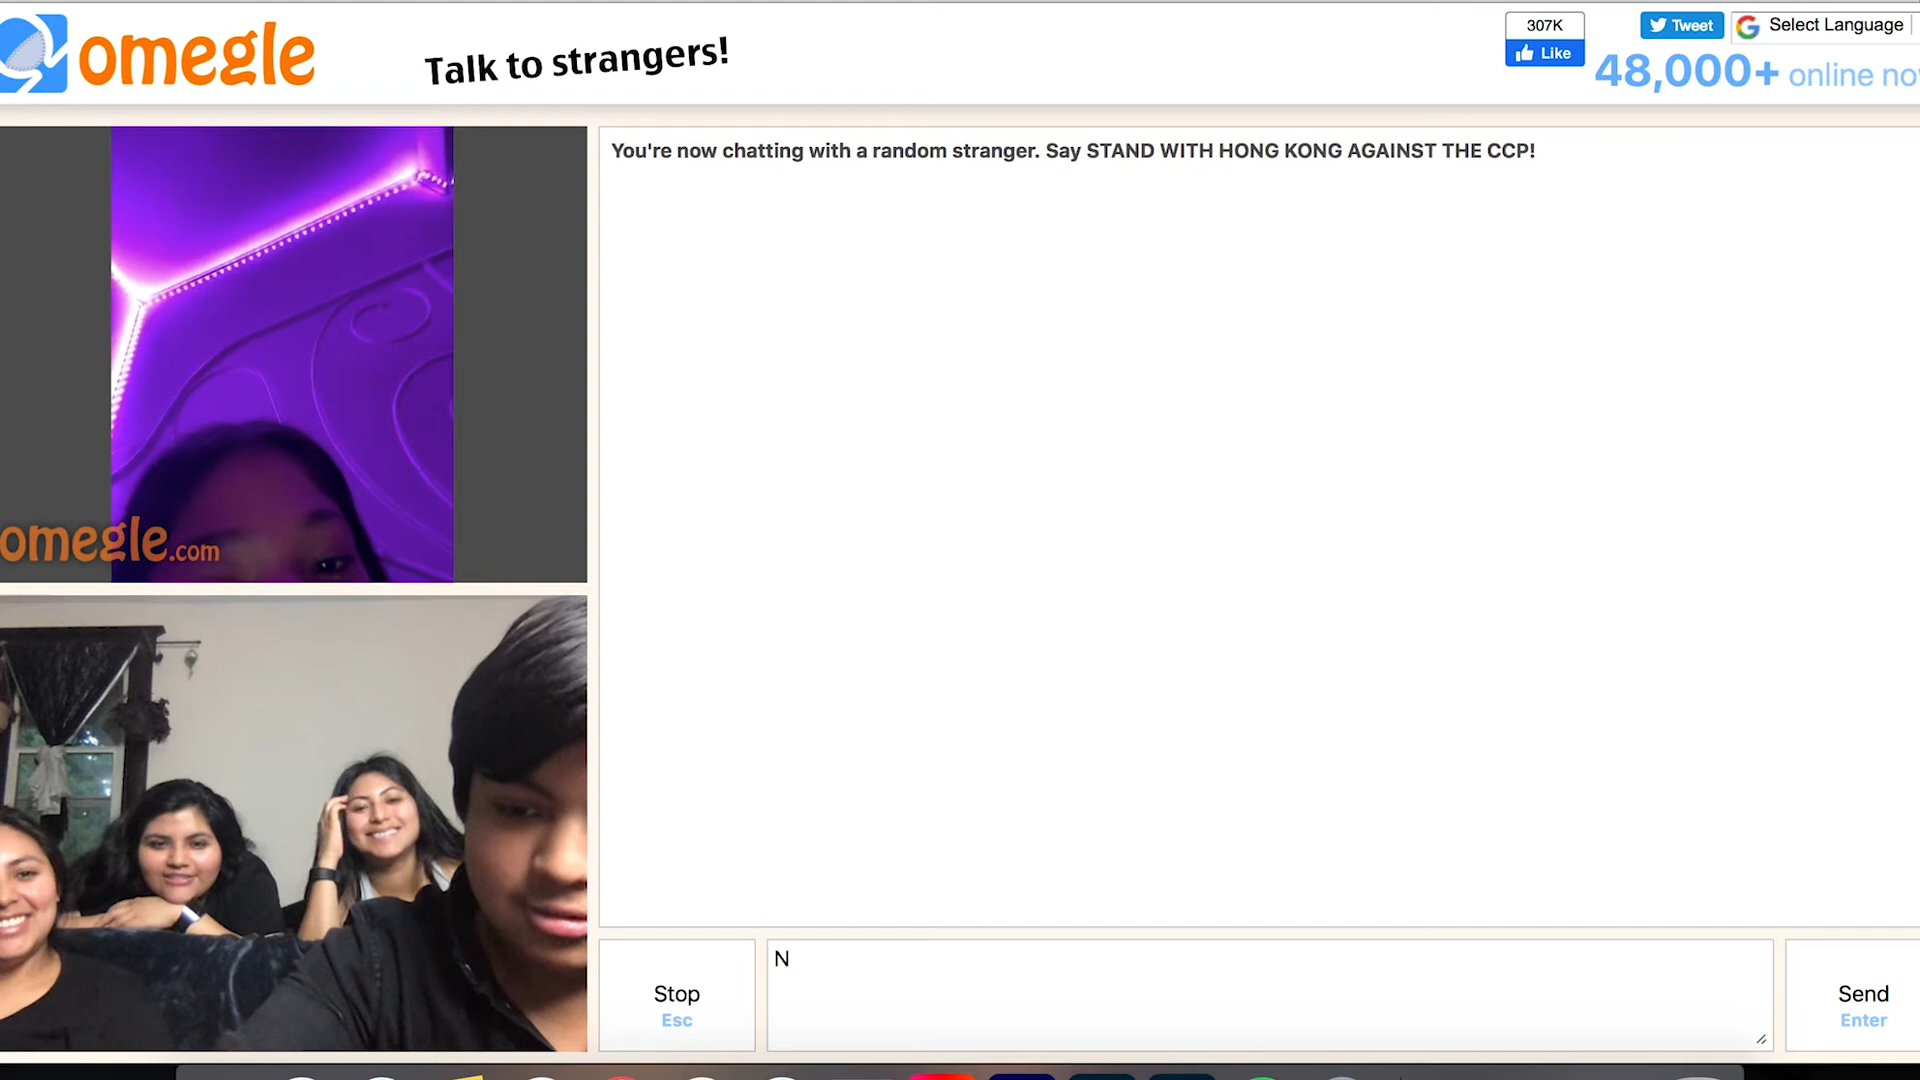 omegle
Talk to strangers!
307K
Like
Tweet
Select Language
48,000+ online no
You're now chatting with a random stranger. Say STAND WITH HONG KONG AGAINST THE CCP!
omegle.com
Stop
Esc
N
Send
Enter